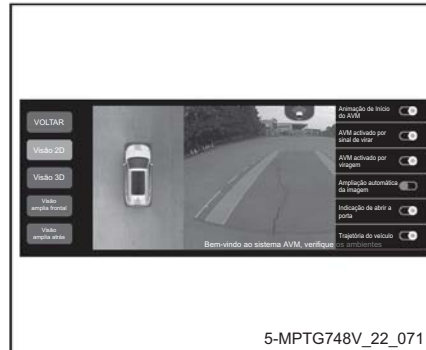 VOLTAR
Visão 2D
Visão 3D
Visão
ampla frontal
Visão
ampla atrás
Animação de Início
do AVM
AVM activado por
sinal de virar
AVM activado por
viragem
Ampliação automática
da imagem
Indicação de abrir a
porta
Trajetória do veículo
Bem-vindo ao sistema AVM, verifique os ambientes
5-MPTG748V_22_071